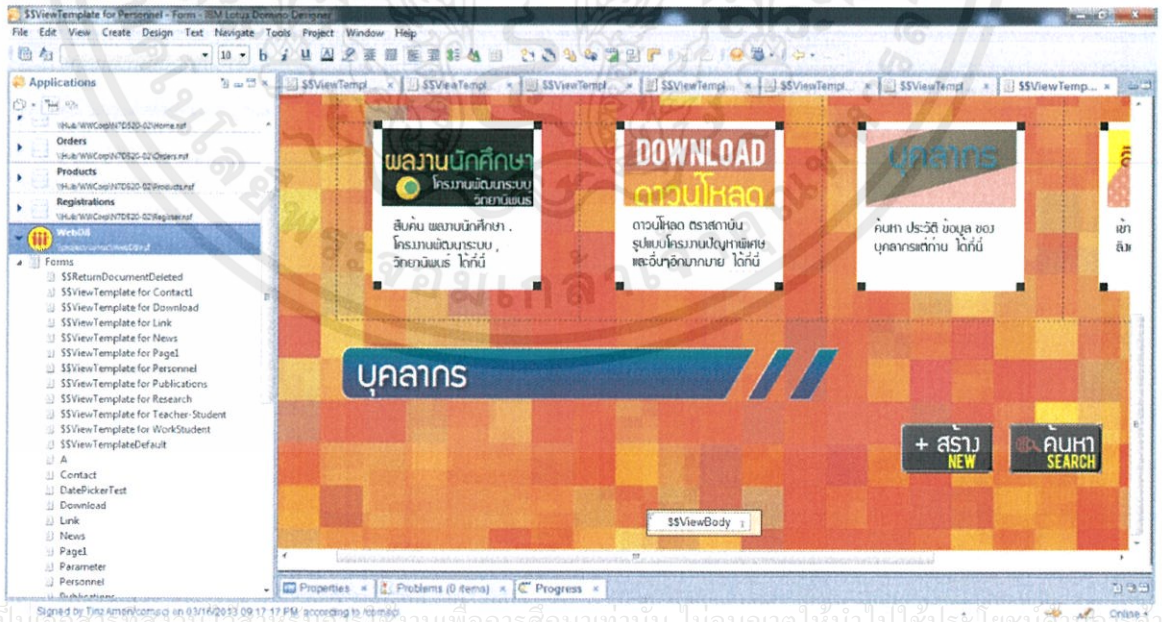 $$ViewTemplate for Personnel - Form - IBM Lotus Domino Designer
File Edit View Create Design Text Navigate Tools Project Window Help
10
Applications
$$ViewTempl... $$ViewTempl... $$ViewTempl... $$ViewTempl... $$ViewTempl... $$ViewTempl $$ViewTemp...
Orders
Products
Registrations
WebDB
Forms
$$ReturnDocumentDeleted
$$ViewTemplate for Contact1
$$ViewTemplate for Download
$$ViewTemplate for Link
$$ViewTemplate for News
$$ViewTemplate for Page1
$$ViewTemplate for Personnel
$$ViewTemplate for Publications
$$ViewTemplate for Research
$$ViewTemplate for Teacher-Student
$$ViewTemplate for WorkStudent
$$ViewTemplateDefault
A
Contact
DatePickerTest
Download
Link
News
Page1
Parameter
Personnel
Publications
ผลงานนักศึกษา
โครงงานพัฒนาระบบ
วิทยานิพนธ์
สืบค้น ผลงานนักศึกษา ,
โครงงานพัฒนาระบบ ,
วิทยานิพนธ์ ได้ที่นี่
DOWNLOAD
ดาวน์โหลด
ดาวน์โหลด ตราสถาบัน
รูปแบบโครงงานปัญหาพิเศษ
และอื่นๆอีกมากมาย ได้ที่นี่
บุคลากร
ค้นหา ประวัติ ข้อมูล ของ
บุคลากรแต่ท่าน ได้ที่นี่
บุคลากร
+ สร้าง
NEW
ค้นหา
SEARCH
$$ViewBody
Properties Problems (0 items) Progress
Online